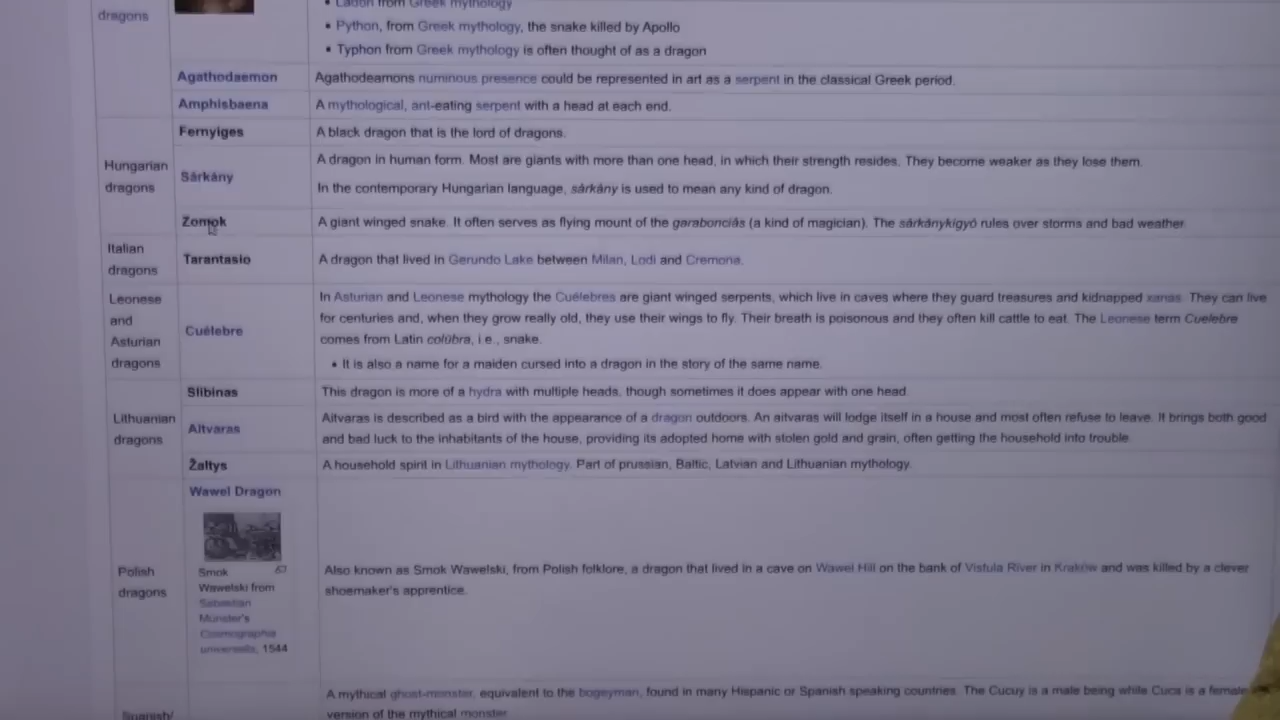 Ladon from Greek mythology
dragons
• Python, from Greek mythology, the snake killed by Apollo
• Typhon from Greek mythology is often thought of as a dragon
Agathodaemon
Agathodeamons numinous presence could be represented in art as a serpent in the classical Greek period.
Amphisbaena
A mythological, ant-eating serpent with a head at each end.
Hungarian
dragons
Fernyiges
A black dragon that is the lord of dragons.
Sárkány
A dragon in human form. Most are giants with more than one head, in which their strength resides. They become weaker as they lose them.
In the contemporary Hungarian language, sárkány is used to mean any kind of dragon.
Zomok
A giant winged snake. It often serves as flying mount of the garabonciás (a kind of magician). The sárkánykígyó rules over storms and bad weather.
Italian
dragons
Tarantasio
A dragon that lived in Gerundo Lake between Milan, Lodi and Cremona.
Leonese
and
Asturian
dragons
Cuélebre
In Asturian and Leonese mythology the Cuélebres are giant winged serpents, which live in caves where they guard treasures and kidnapped xanas. They can live
for centuries and, when they grow really old, they use their wings to fly. Their breath is poisonous and they often kill cattle to eat. The Leonese term Cuelebre
comes from Latin colŭbra, i.e., snake.
• It is also a name for a maiden cursed into a dragon in the story of the same name.
Lithuanian
dragons
Slibinas
This dragon is more of a hydra with multiple heads, though sometimes it does appear with one head.
Aitvaras
Aitvaras is described as a bird with the appearance of a dragon outdoors. An aitvaras will lodge itself in a house and most often refuse to leave. It brings both good
and bad luck to the inhabitants of the house, providing its adopted home with stolen gold and grain, often getting the household into trouble.
Žaltys
A household spirit in Lithuanian mythology. Part of prussian, Baltic, Latvian and Lithuanian mythology.
Polish
dragons
Wawel Dragon
Smok
Wawelski from
Sebastian
Münster's
Cosmographia
universalis, 1544
Also known as Smok Wawelski, from Polish folklore, a dragon that lived in a cave on Wawel Hill on the bank of Vistula River in Kraków and was killed by a clever
shoemaker's apprentice.
Spanish/
A mythical ghost-monster, equivalent to the bogeyman, found in many Hispanic or Spanish speaking countries. The Cucuy is a male being while Cuca is a female
version of the mythical monster.